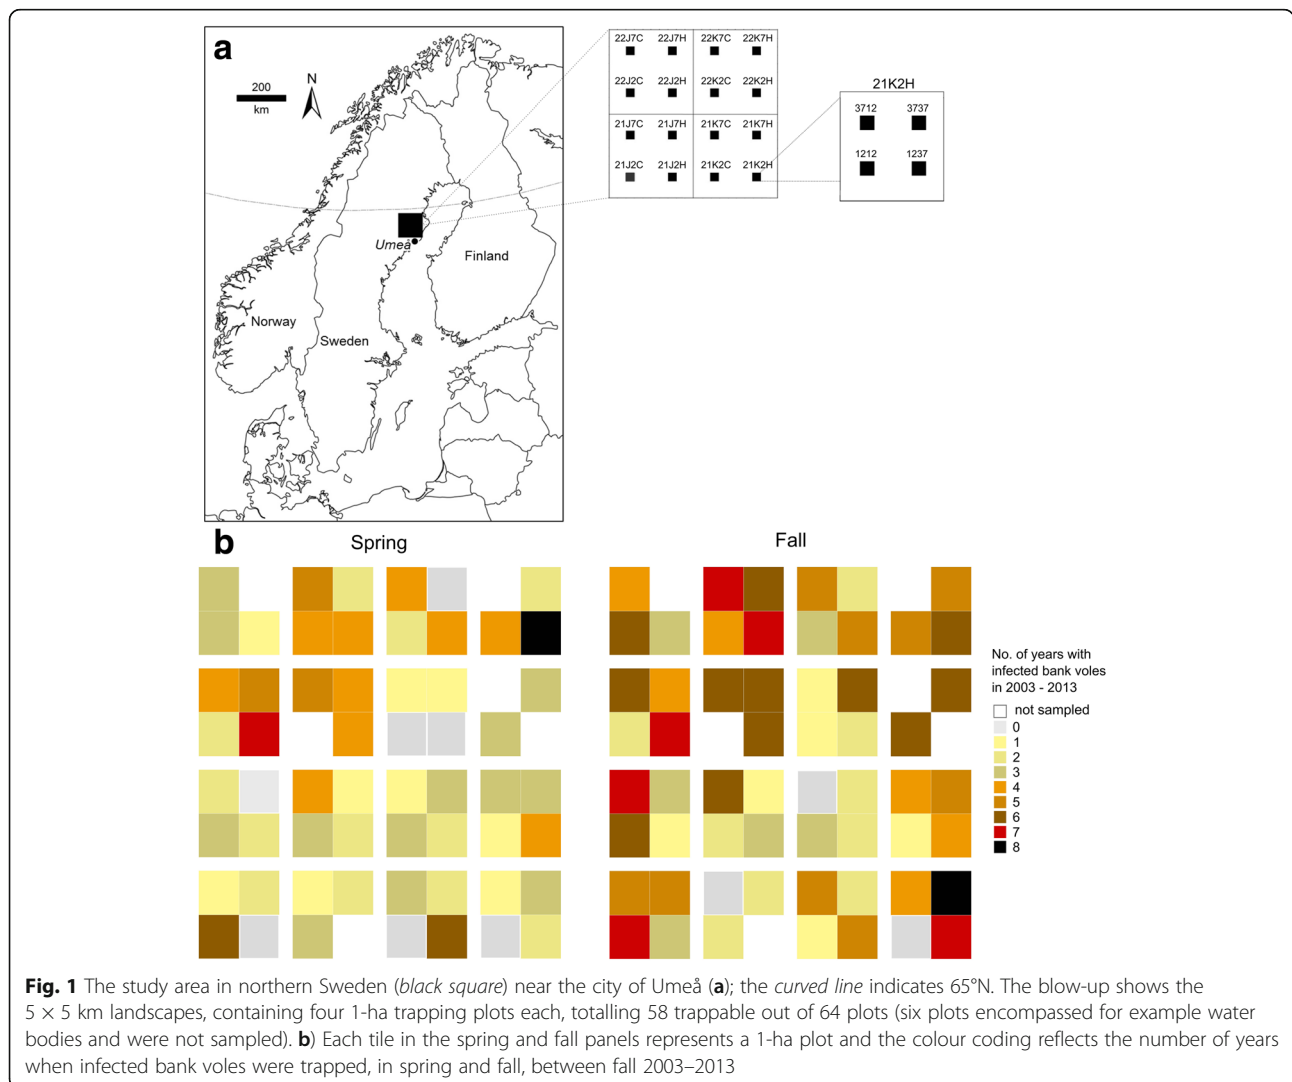 a
200
km
N
Umeå
Norway
Sweden
Finland
22J7C 22J7H 22K7C 22K7H
22J2C 22J2H 22K2C 22K2H
21J7C 21J7H 21K7C 21K7H
21J2C 21J2H 21K2C 21K2H
21K2H
3712 3737
1212 1237
b
Spring
Fall
No. of years with
infected bank voles
in 2003 - 2013
not sampled
0
1
2
3
4
5
6
7
8
Fig. 1 The study area in northern Sweden (black square) near the city of Umeå (a); the curved line indicates 65°N. The blow-up shows the
5 × 5 km landscapes, containing four 1-ha trapping plots each, totalling 58 trappable out of 64 plots (six plots encompassed for example water
bodies and were not sampled). b) Each tile in the spring and fall panels represents a 1-ha plot and the colour coding reflects the number of years
when infected bank voles were trapped, in spring and fall, between fall 2003–2013